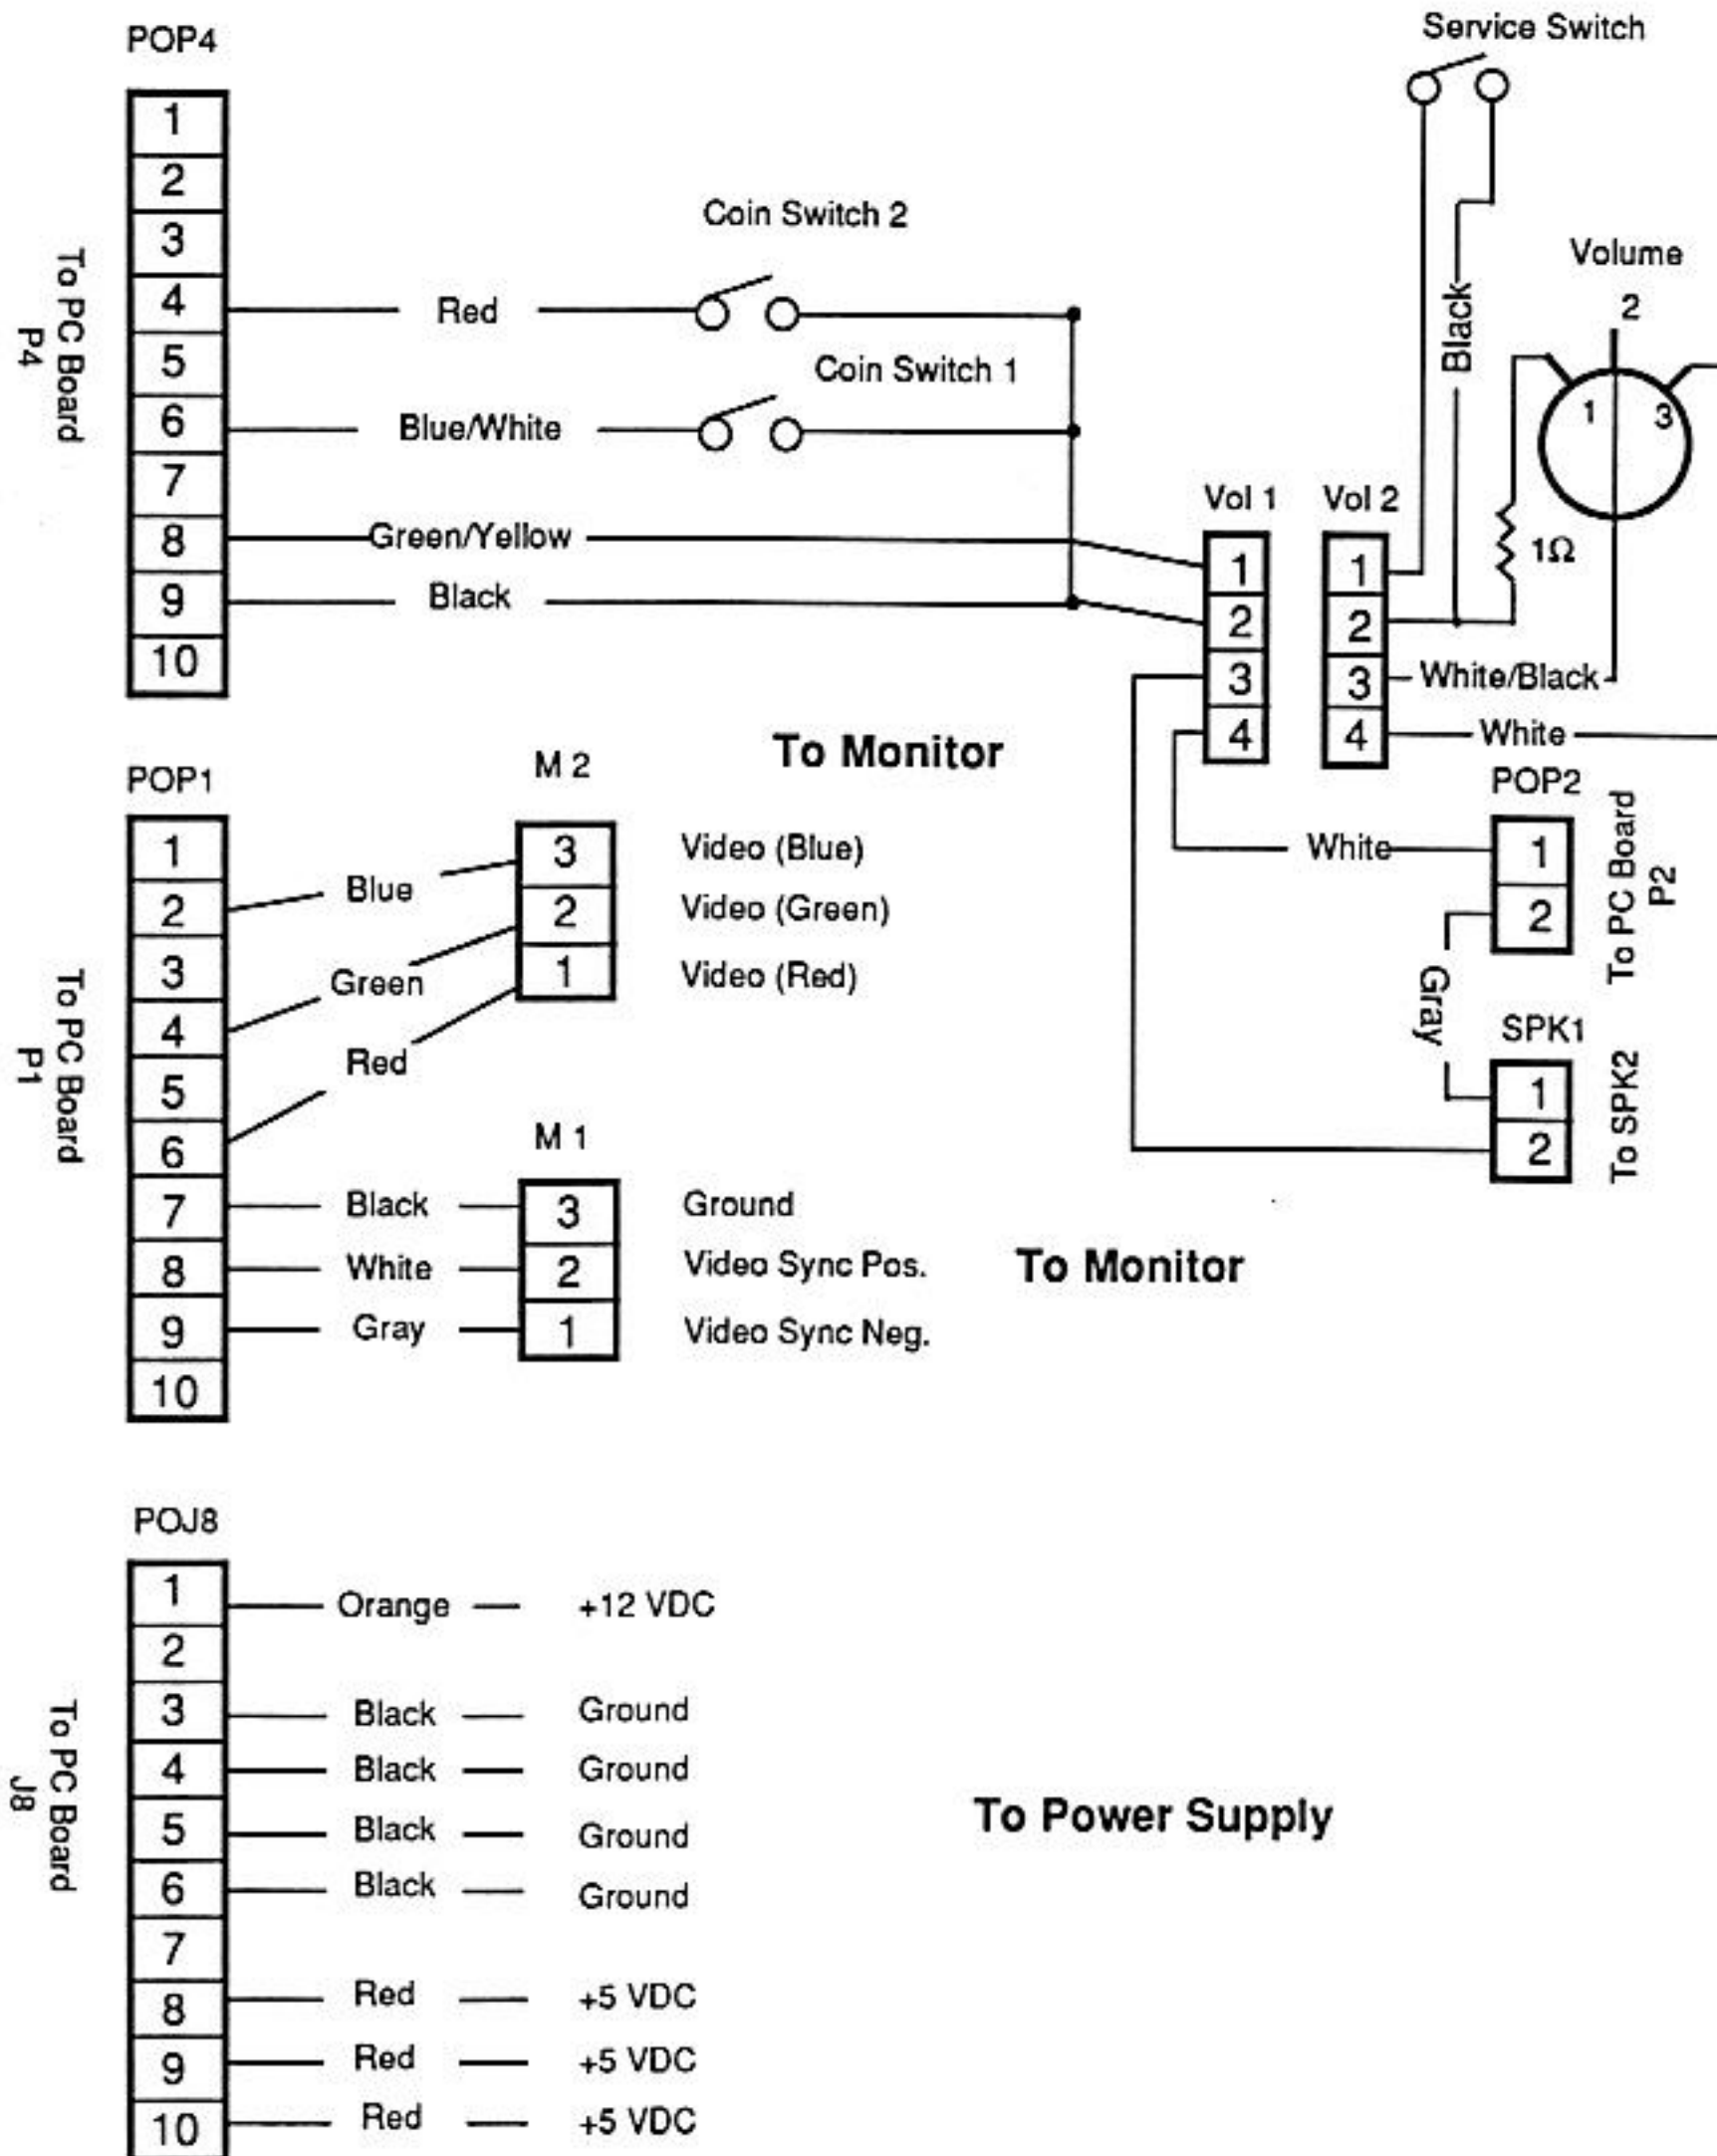 POP4
To PC Board
P4
1
2
3
4
5
6
7
8
9
10
Red
Coin Switch 2
Blue/White
Coin Switch 1
Green/Yellow
Black
Service Switch
Black
Volume
2
1
3
1Ω
Vol 1
1
2
3
4
Vol 2
1
2
3
4
White/Black
White
POP1
To PC Board
P1
1
2
3
4
5
6
7
8
9
10
Blue
Green
Red
M 2
3
2
1
To Monitor
Video (Blue)
Video (Green)
Video (Red)
Black
White
Gray
M 1
3
2
1
Ground
Video Sync Pos.
Video Sync Neg.
To Monitor
White
POP2
1
2
To PC Board
P2
Gray
SPK1
1
2
To SPK2
POJ8
To PC Board
J8
1
2
3
4
5
6
7
8
9
10
Orange +12 VDC
Black Ground
Black Ground
Black Ground
Black Ground
Red +5 VDC
Red +5 VDC
Red +5 VDC
To Power Supply